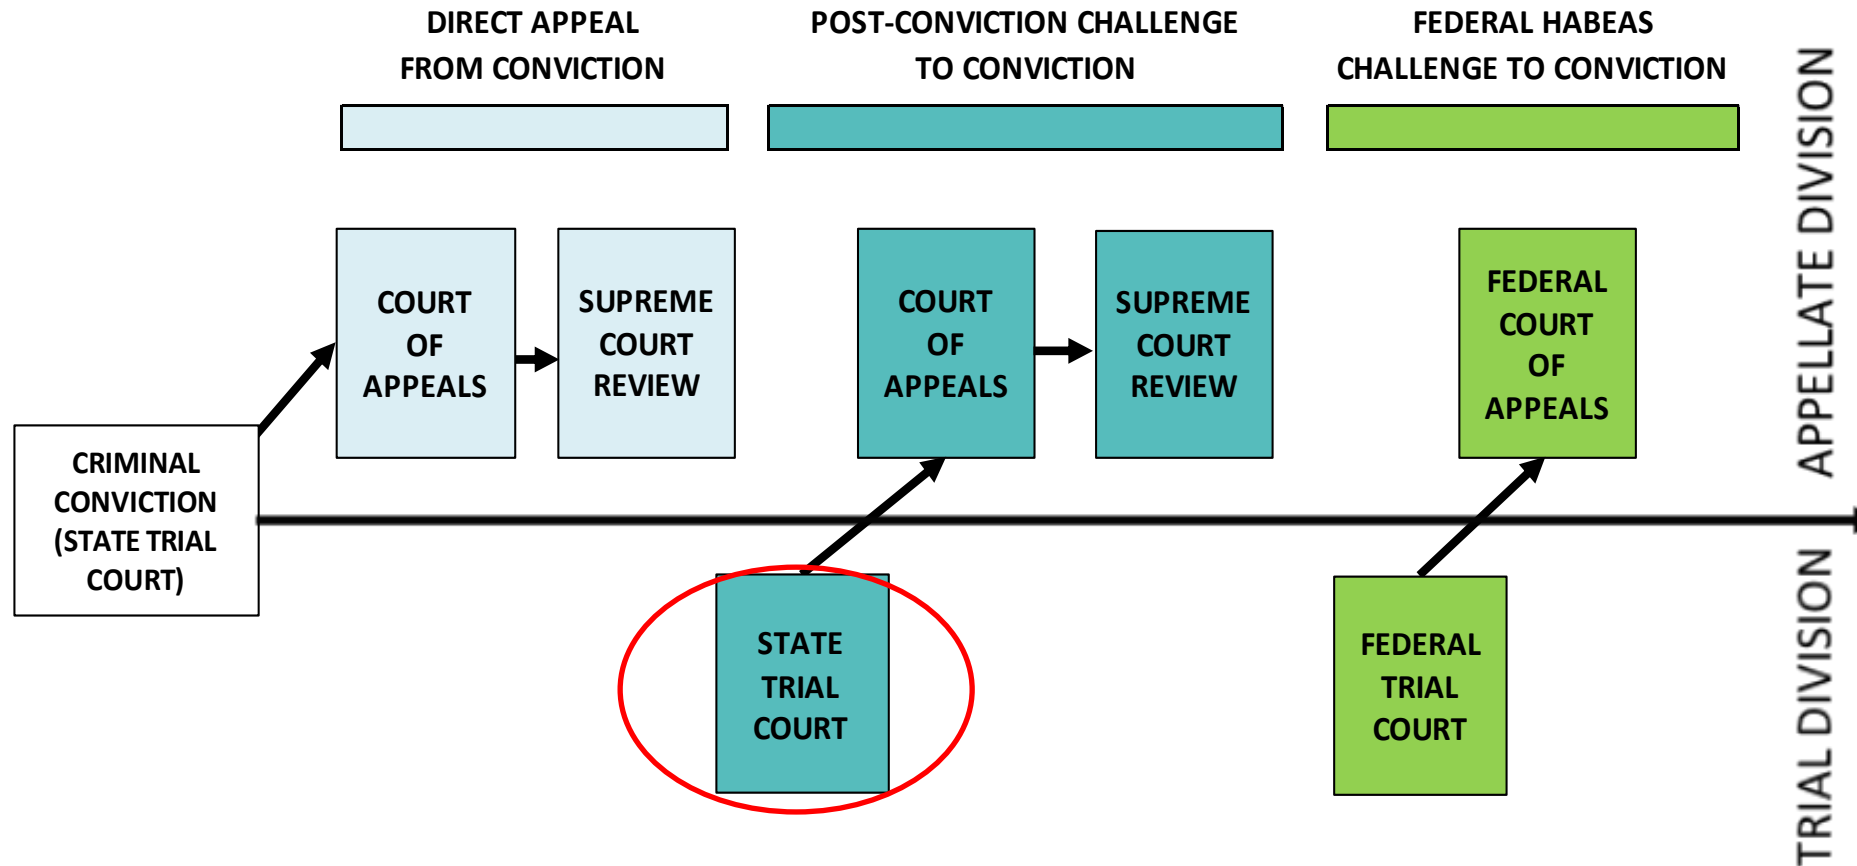 DIRECT APPEAL
FROM CONVICTION
POST-CONVICTION CHALLENGE
TO CONVICTION
FEDERAL HABEAS
CHALLENGE TO CONVICTION
CRIMINAL
CONVICTION
(STATE TRIAL
COURT)
COURT
OF
APPEALS
SUPREME
COURT
REVIEW
STATE
TRIAL
COURT
COURT
OF
APPEALS
SUPREME
COURT
REVIEW
FEDERAL
TRIAL
COURT
FEDERAL
COURT
OF
APPEALS
APPELLATE DIVISION
TRIAL DIVISION